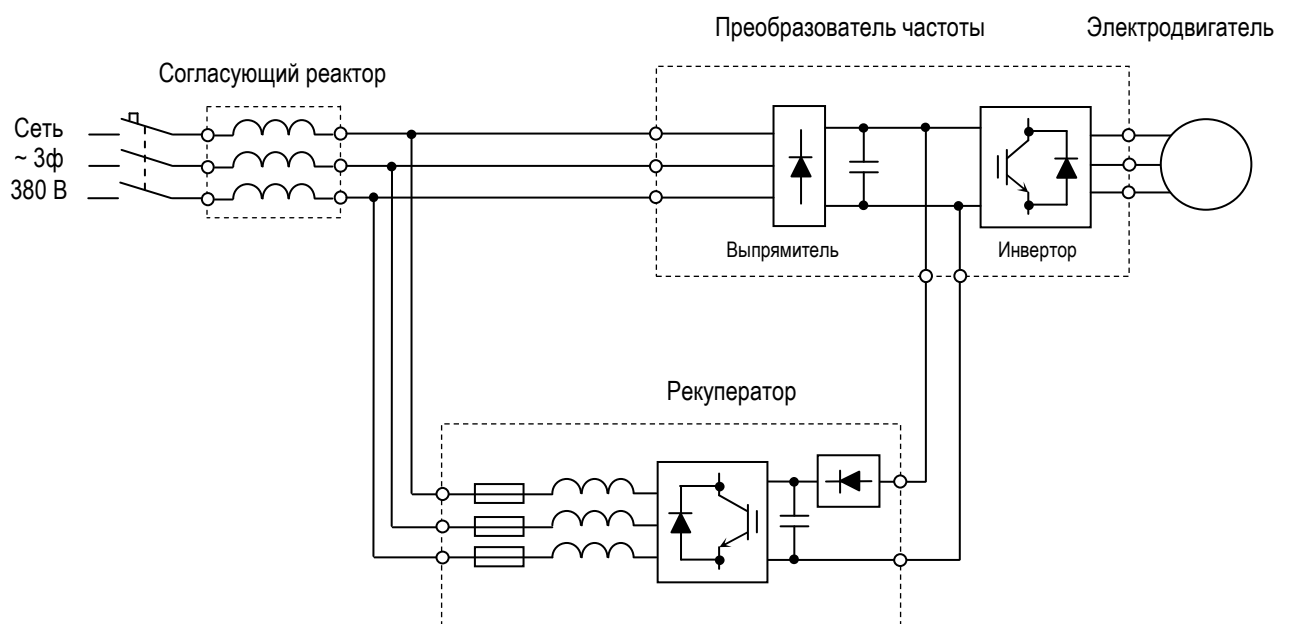 Преобразователь частоты
Электродвигатель
Согласующий реактор
Сеть
~ 3ф
380 В
Выпрямитель
Инвертор
Рекуператор